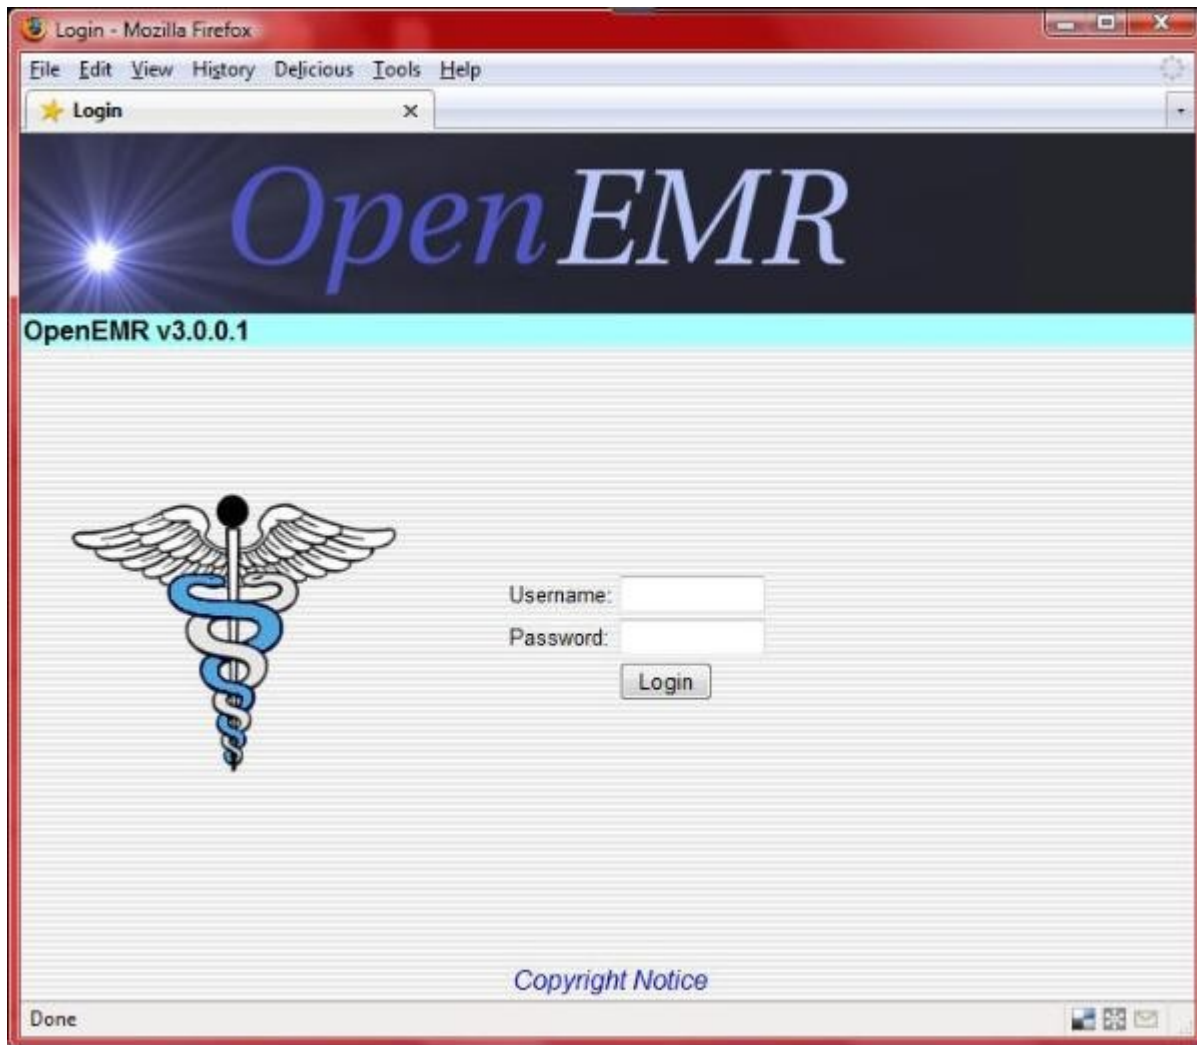 Login - Mozilla Firefox
File Edit View History Delicious Tools Help
Login
OpenEMR
OpenEMR v3.0.0.1
Username:
Password:
Login
Copyright Notice
Done